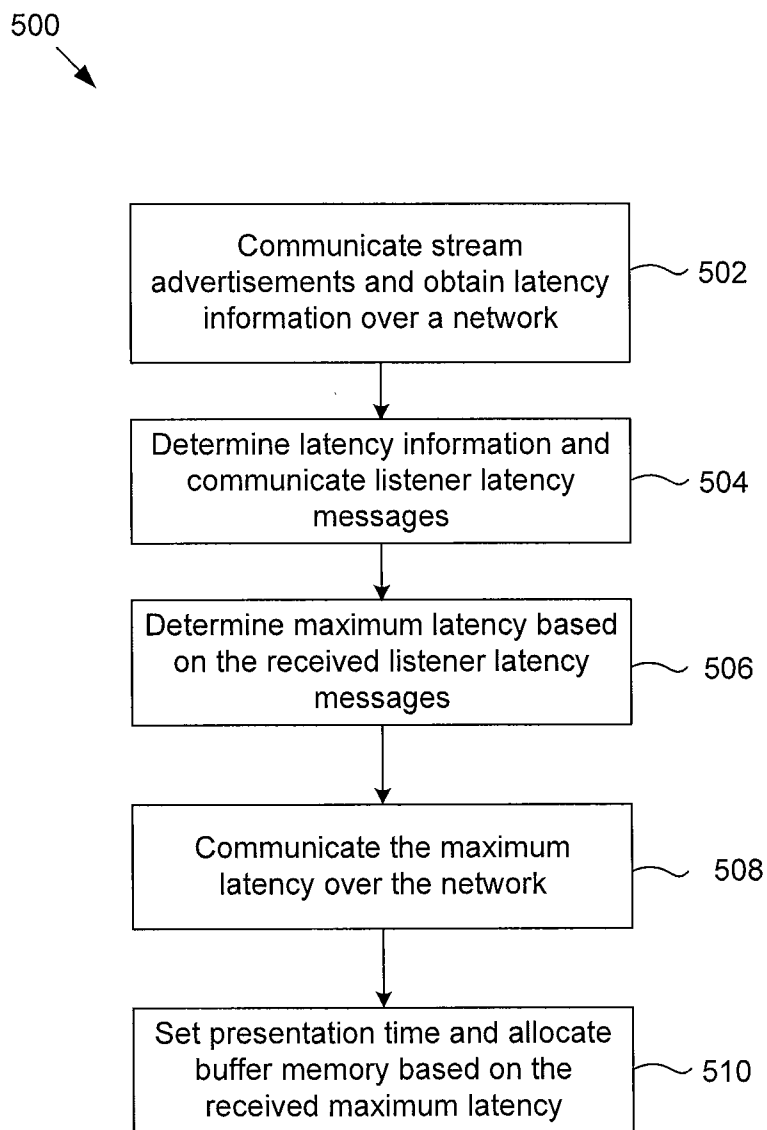 500
Communicate stream
advertisements and obtain latency
information over a network
502
Determine latency information and
communicate listener latency
messages
504
Determine maximum latency based
on the received listener latency
messages
506
Communicate the maximum
latency over the network
508
Set presentation time and allocate
buffer memory based on the
received maximum latency
510